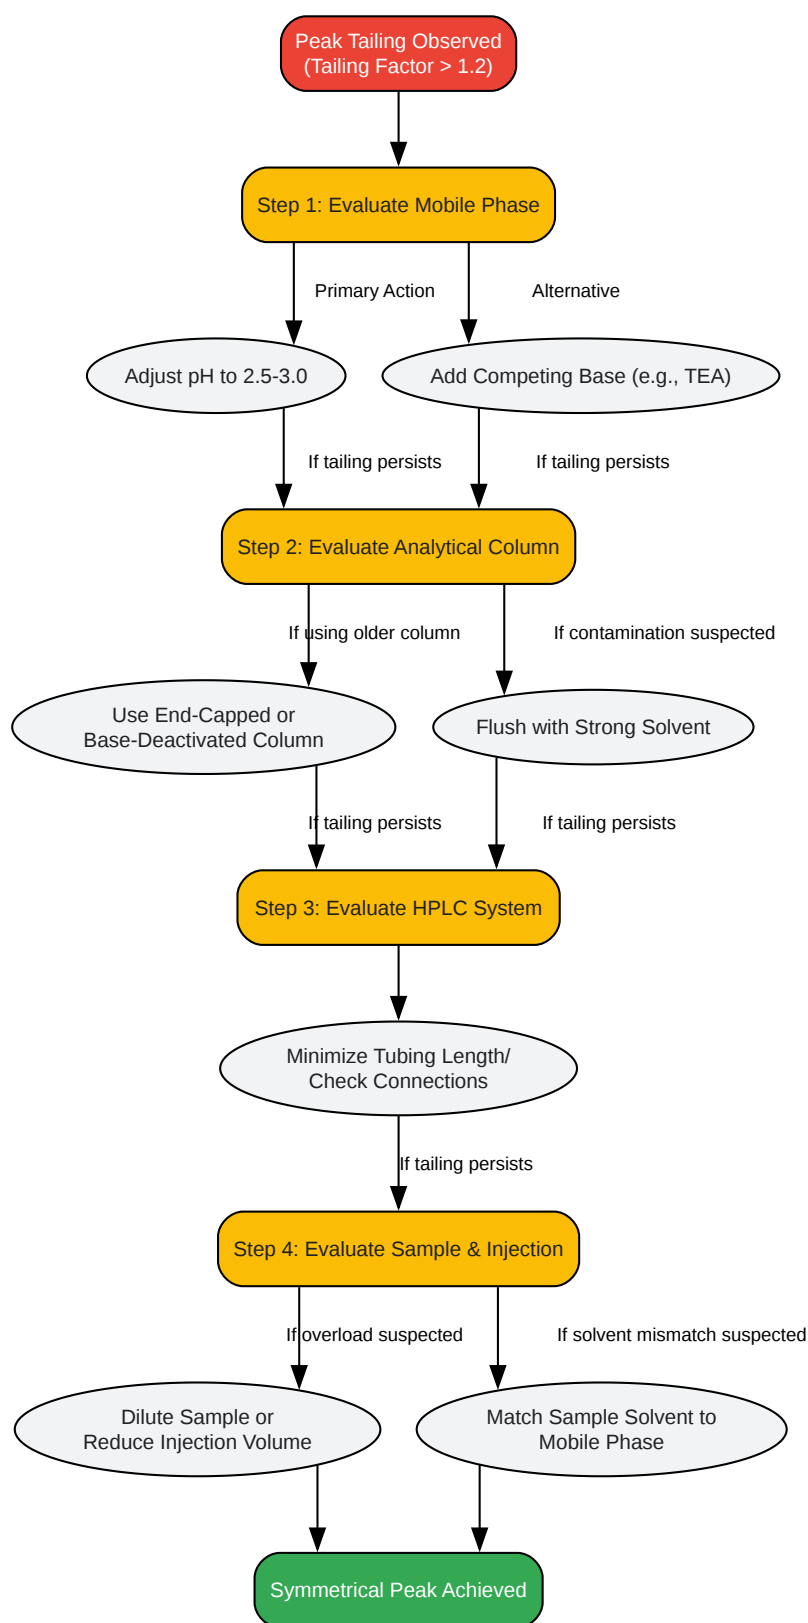 Peak Tailing Observed
(Tailing Factor > 1.2)
Step 1: Evaluate Mobile Phase
Primary Action
Alternative
Adjust pH to 2.5-3.0
Add Competing Base (e.g., TEA)
If tailing persists
If tailing persists
Step 2: Evaluate Analytical Column
If using older column
If contamination suspected
Use End-Capped or
Base-Deactivated Column
Flush with Strong Solvent
If tailing persists
If tailing persists
Step 3: Evaluate HPLC System
Minimize Tubing Length/
Check Connections
If tailing persists
Step 4: Evaluate Sample & Injection
If overload suspected
If solvent mismatch suspected
Dilute Sample or
Reduce Injection Volume
Match Sample Solvent to
Mobile Phase
Symmetrical Peak Achieved